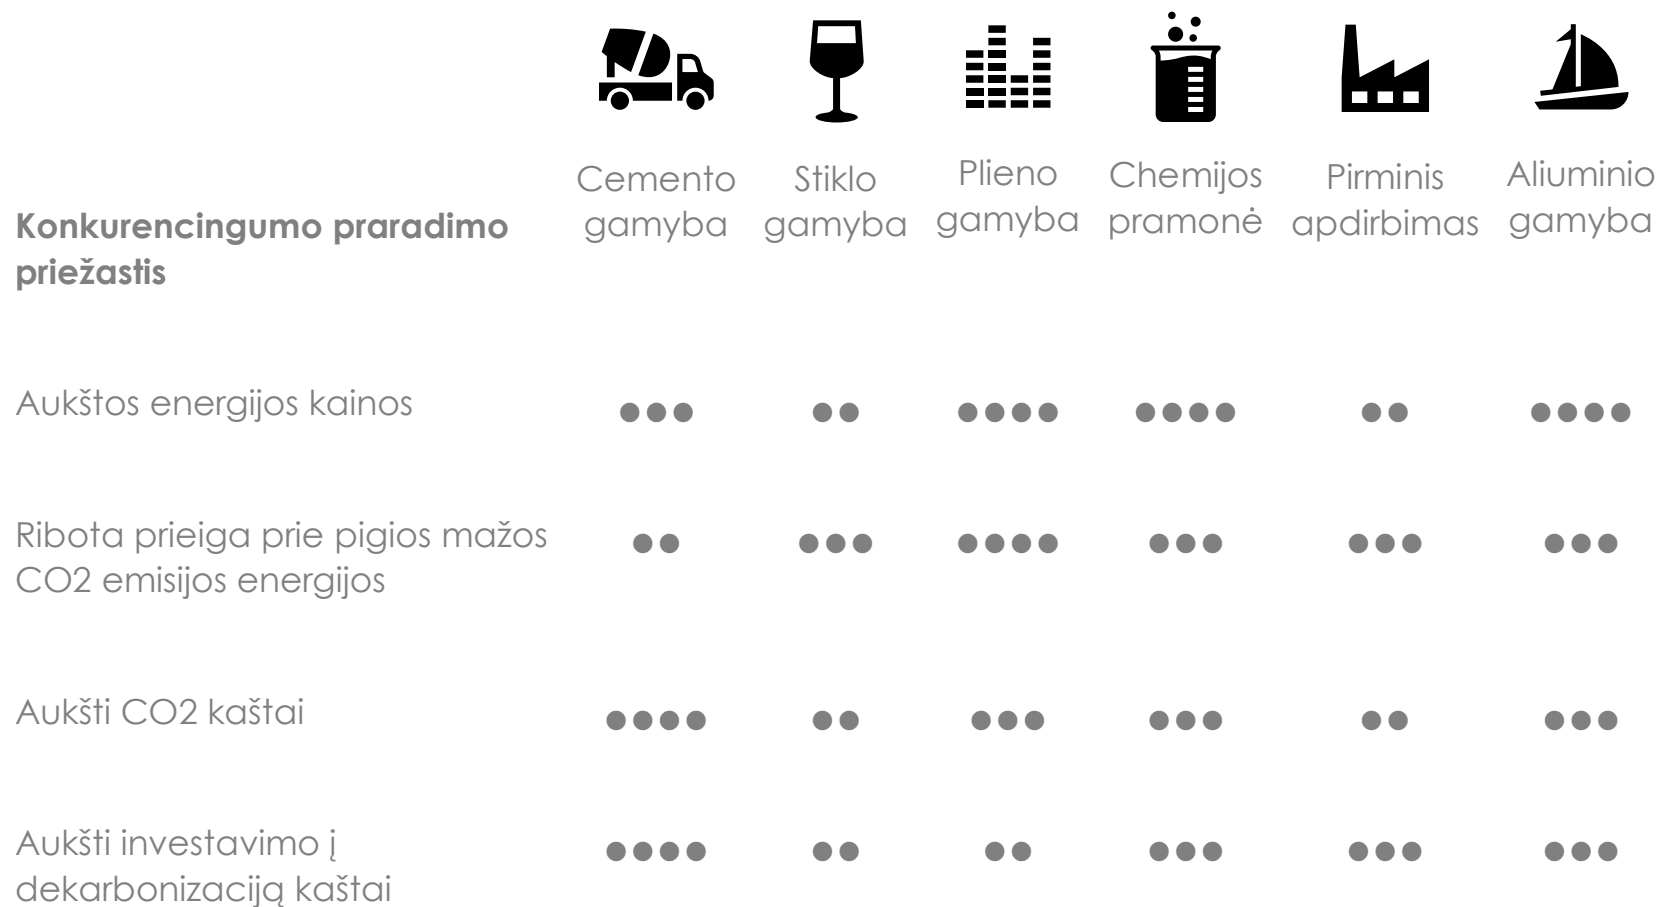 Cemento
gamyba
Stiklo
gamyba
Plieno
gamyba
Chemijos
pramonė
Pirminis
apdirbimas
Aliuminio
gamyba
Konkurencingumo praradimo
priežastis
Aukštos energijos kainos
●●● ●● ●●●● ●●●● ●● ●●●●
Ribota prieiga prie pigios mažos
CO2 emisijos energijos
●● ●●● ●●●● ●●● ●●● ●●●
Aukšti CO2 kaštai
●●●● ●● ●●● ●●● ●● ●●●
Aukšti investavimo į
dekarbonizaciją kaštai
●●●● ●● ●● ●●● ●●● ●●●